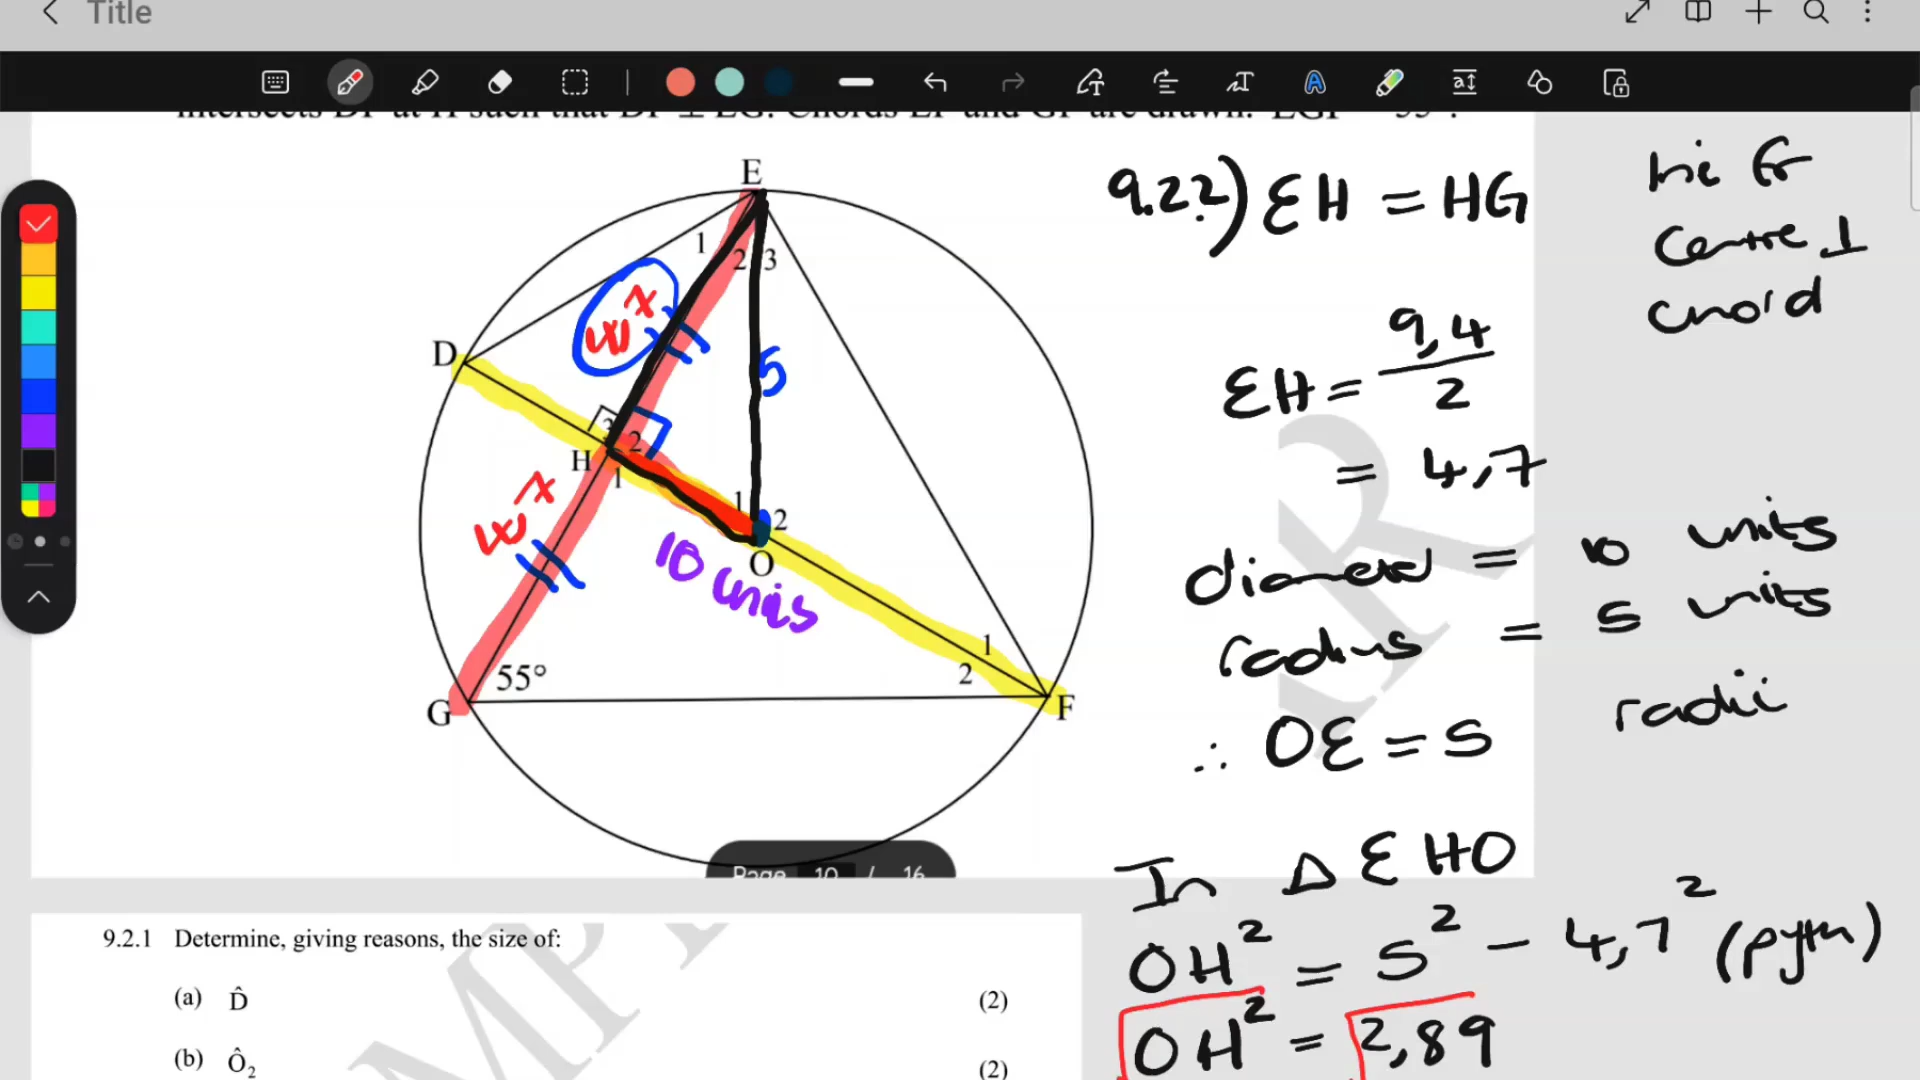 Title
E
1
2
3
x
5
D
3
2
H
1
x
1
2
O
10 units
1
2
55°
G
F
Page 10 / 16
9.2.1 Determine, giving reasons, the size of:
(a) D̂ (2)
(b) Ô₂ (2)
9.2.2) EH = HG
line fr
centre ⊥
chord
EH = 9,4/2
= 4,7
diameter = 10 units
radius = 5 units
∴ OE = 5 radii
In Δ EHO
OH² = 5² − 4,7² (pyth)
OH² = 2,89